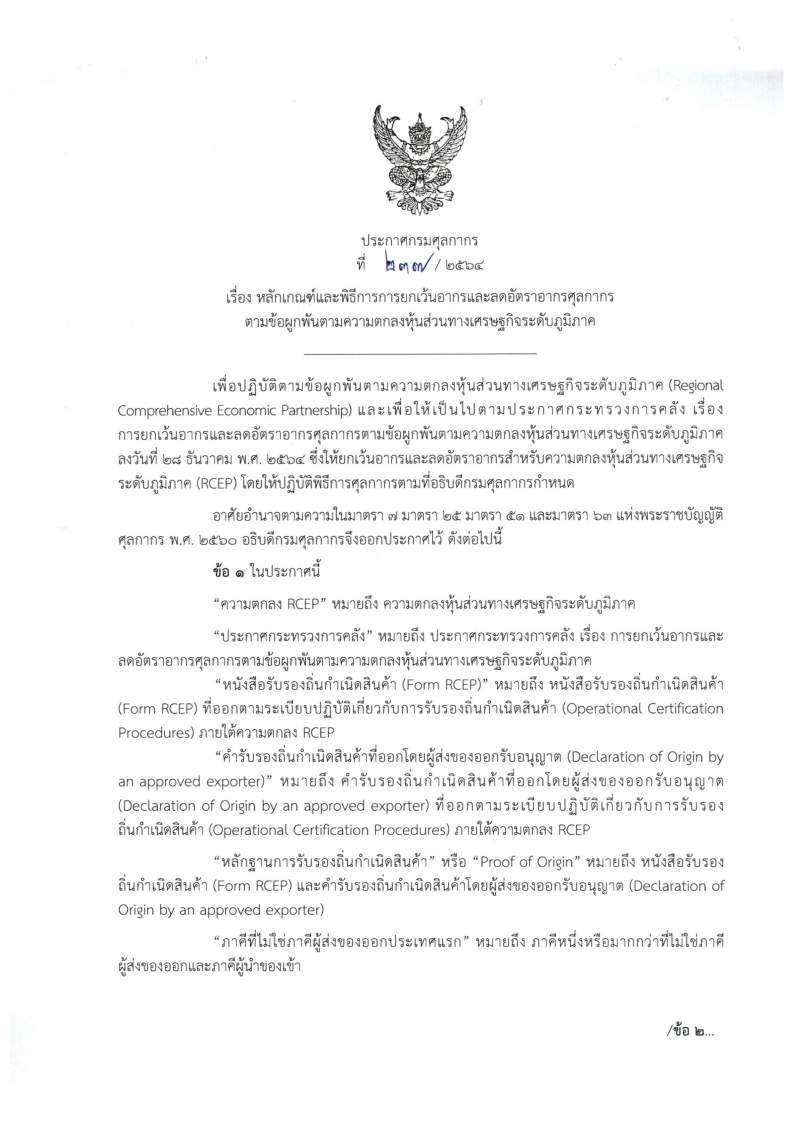 ประกาศกรมศุลกากร
ที่ ๒๓๗/๒๕๖๔
เรื่อง หลักเกณฑ์และพิธีการการยกเว้นอากรและลดอัตราอากรศุลกากร
ตามข้อผูกพันตามความตกลงหุ้นส่วนทางเศรษฐกิจระดับภูมิภาค
เพื่อปฏิบัติตามข้อผูกพันตามความตกลงหุ้นส่วนทางเศรษฐกิจระดับภูมิภาค (Regional
Comprehensive Economic Partnership) และเพื่อให้เป็นไปตามประกาศกระทรวงการคลัง เรื่อง
การยกเว้นอากรและลดอัตราอากรศุลกากรตามข้อผูกพันตามความตกลงหุ้นส่วนทางเศรษฐกิจระดับภูมิภาค
ลงวันที่ ๒๘ ธันวาคม พ.ศ. ๒๕๖๔ ซึ่งให้ยกเว้นอากรและลดอัตราอากรสำหรับความตกลงหุ้นส่วนทางเศรษฐกิจ
ระดับภูมิภาค (RCEP) โดยให้ปฏิบัติพิธีการศุลกากรตามที่อธิบดีกรมศุลกากรกำหนด
อาศัยอำนาจตามความในมาตรา ๗ มาตรา ๒๕ มาตรา ๕๑ และมาตรา ๖๓ แห่งพระราชบัญญัติ
ศุลกากร พ.ศ. ๒๕๖๐ อธิบดีกรมศุลกากรจึงออกประกาศไว้ ดังต่อไปนี้
ข้อ ๑ ในประกาศนี้
“ความตกลง RCEP” หมายถึง ความตกลงหุ้นส่วนทางเศรษฐกิจระดับภูมิภาค
“ประกาศกระทรวงการคลัง” หมายถึง ประกาศกระทรวงการคลัง เรื่อง การยกเว้นอากรและ
ลดอัตราอากรศุลกากรตามข้อผูกพันตามความตกลงหุ้นส่วนทางเศรษฐกิจระดับภูมิภาค
“หนังสือรับรองถิ่นกำเนิดสินค้า (Form RCEP)” หมายถึง หนังสือรับรองถิ่นกำเนิดสินค้า
(Form RCEP) ที่ออกตามระเบียบปฏิบัติเกี่ยวกับการรับรองถิ่นกำเนิดสินค้า (Operational Certification
Procedures) ภายใต้ความตกลง RCEP
“คำรับรองถิ่นกำเนิดสินค้าที่ออกโดยผู้ส่งของออกรับอนุญาต (Declaration of Origin by
an approved exporter)” หมายถึง คำรับรองถิ่นกำเนิดสินค้าที่ออกโดยผู้ส่งของออกรับอนุญาต
(Declaration of Origin by an approved exporter) ที่ออกตามระเบียบปฏิบัติเกี่ยวกับการรับรอง
ถิ่นกำเนิดสินค้า (Operational Certification Procedures) ภายใต้ความตกลง RCEP
“หลักฐานการรับรองถิ่นกำเนิดสินค้า” หรือ “Proof of Origin” หมายถึง หนังสือรับรอง
ถิ่นกำเนิดสินค้า (Form RCEP) และคำรับรองถิ่นกำเนิดสินค้าโดยผู้ส่งของออกรับอนุญาต (Declaration of
Origin by an approved exporter)
“ภาคีที่ไม่ใช่ภาคีผู้ส่งของออกประเทศแรก” หมายถึง ภาคีหนึ่งหรือมากกว่าที่ไม่ใช่ภาคี
ผู้ส่งของออกและภาคีผู้นำของเข้า
/ข้อ ๒...